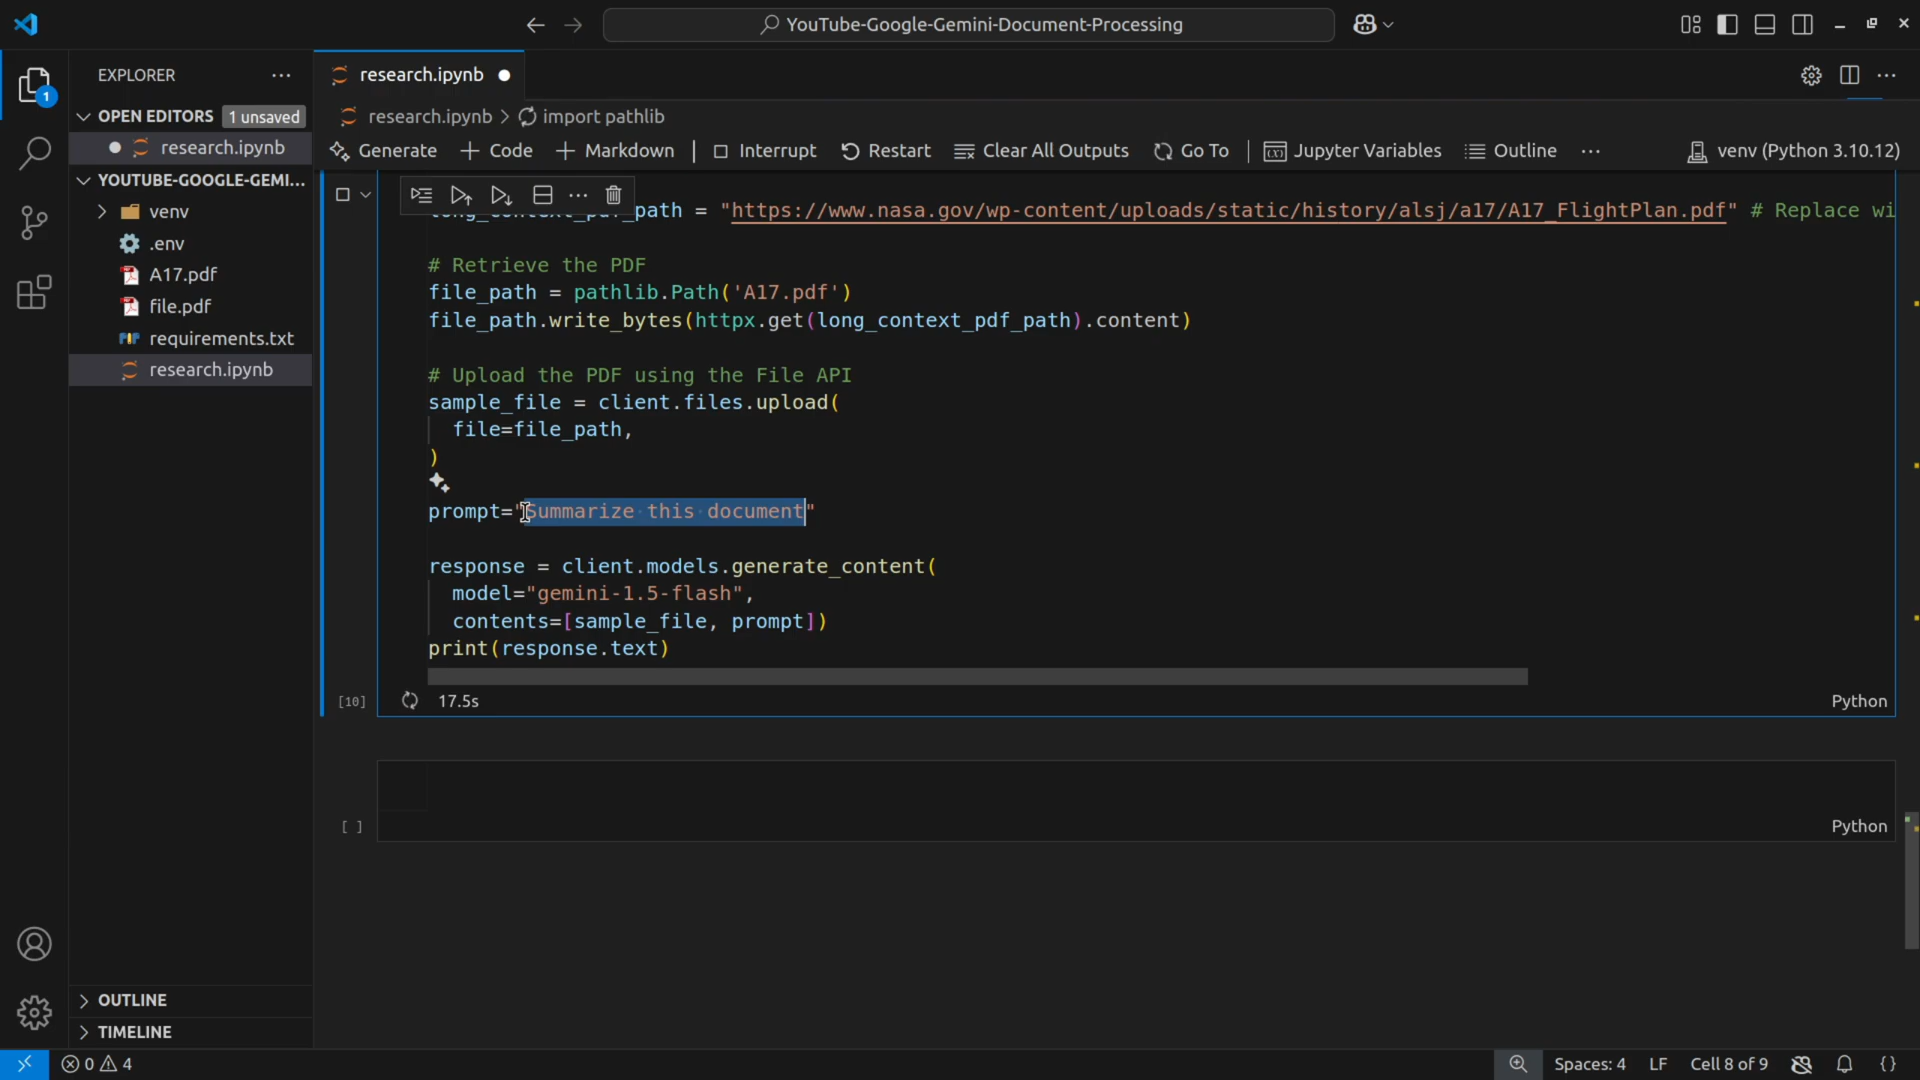 YouTube-Google-Gemini-Document-Processing
EXPLORER
research.ipynb
OPEN EDITORS 1 unsaved
research.ipynb
research.ipynb > import pathlib
Generate Code Markdown Interrupt Restart Clear All Outputs Go To Jupyter Variables Outline venv (Python 3.10.12)
research.ipynb
YOUTUBE-GOOGLE-GEMI...
venv
.env
A17.pdf
file.pdf
requirements.txt
research.ipynb
long_context_pdf_path = "https://www.nasa.gov/wp-content/uploads/static/history/alsj/a17/A17_FlightPlan.pdf" # Replace wi
# Retrieve the PDF
file_path = pathlib.Path('A17.pdf')
file_path.write_bytes(httpx.get(long_context_pdf_path).content)
# Upload the PDF using the File API
sample_file = client.files.upload(
file=file_path,
)
prompt="Summarize this document"
response = client.models.generate_content(
model="gemini-1.5-flash",
contents=[sample_file, prompt])
print(response.text)
[10] 17.5s Python
[ ] Python
OUTLINE
TIMELINE
1
0 4 Spaces: 4 LF Cell 8 of 9 {}